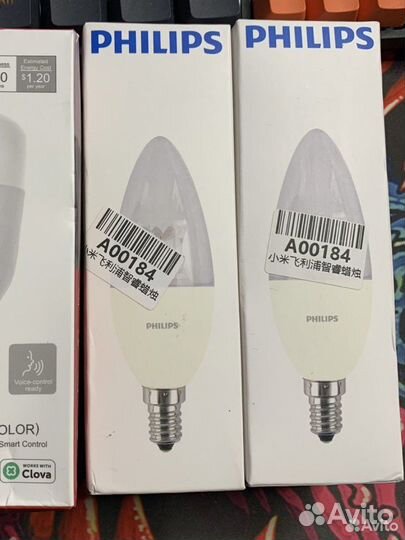 Estimated
Energy Cost
$1.20
per year
Voice-control
ready
COLOR)
Smart Control
WORKS WITH
Clova
PHILIPS
A00184
小米飞利浦智睿蜡烛
PHILIPS
PHILIPS
A00184
小米飞利浦智睿蜡烛
PHILIPS
Avito
Avito